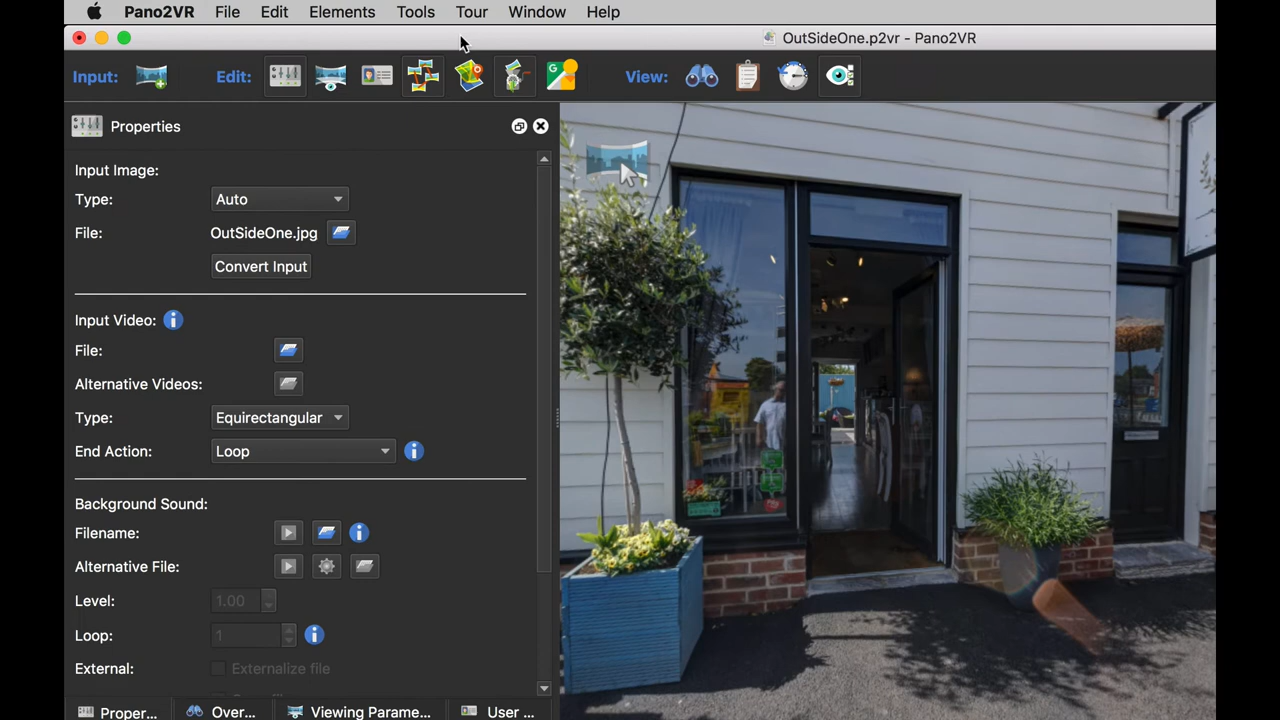 Pano2VR File Edit Elements Tools Tour Window Help
OutSideOne.p2vr - Pano2VR
Input: Edit: View:
Properties
Input Image:
Type: Auto
File: OutSideOne.jpg
Convert Input
Input Video:
File:
Alternative Videos:
Type: Equirectangular
End Action: Loop
Background Sound:
Filename:
Alternative File:
Level: 1.00
Loop: 1
External: Externalize file
Proper... Over... Viewing Parame... User ...